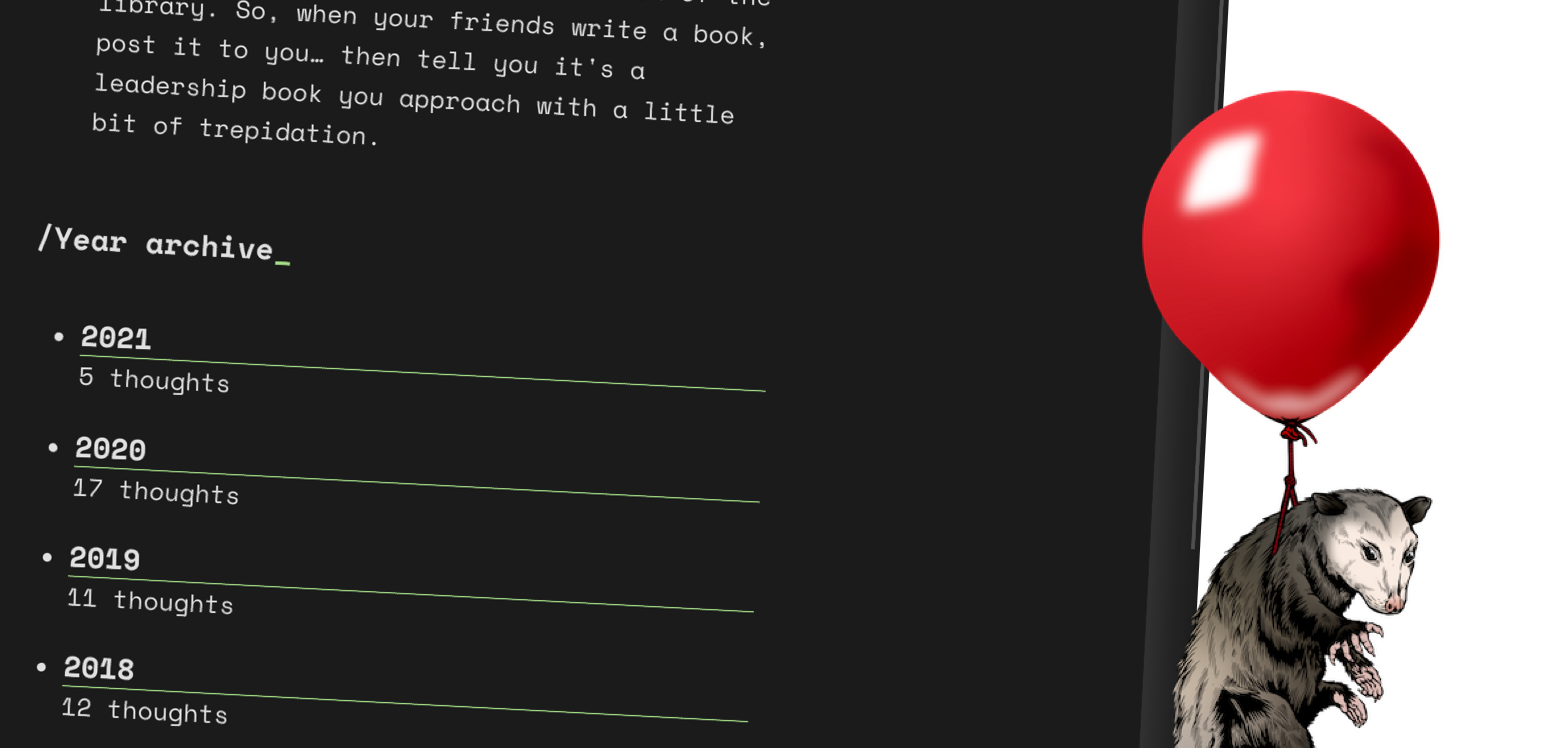 of the
library. So, when your friends write a book,
post it to you… then tell you it's a
leadership book you approach with a little
bit of trepidation.
/Year archive_
• 2021
5 thoughts
• 2020
17 thoughts
• 2019
11 thoughts
• 2018
12 thoughts